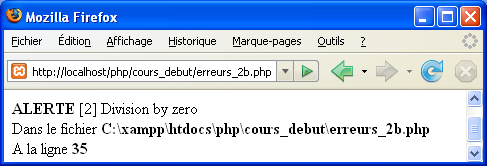 Mozilla Firefox
Fichier Édition Affichage Historique Marque-pages Outils ?
http://localhost/php/cours_debut/erreurs_2b.php
ALERTE [2] Division by zero
Dans le fichier C:\xampp\htdocs\php\cours_debut\erreurs_2b.php
A la ligne 35